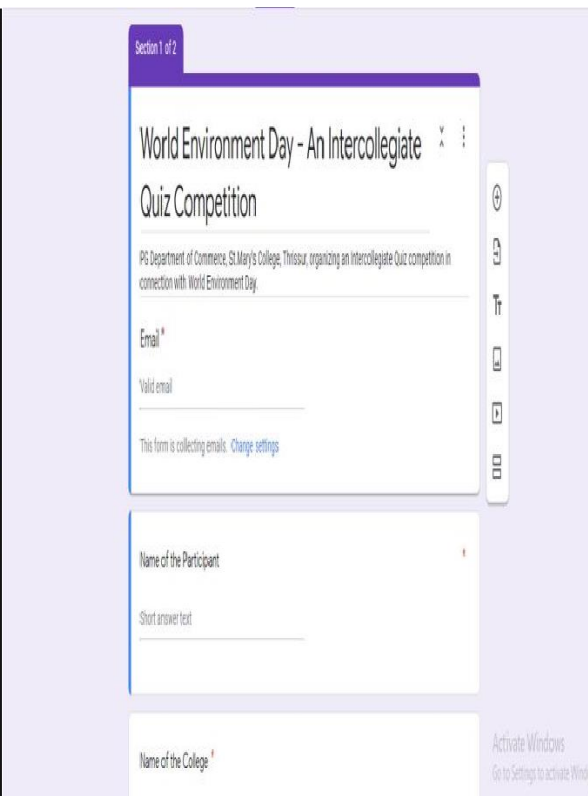 Section 1 of 2
World Environment Day - An Intercollegiate
Quiz Competition
PG Department of Commerce, St.Mary's College, Thrissur, organizing an Intercollegiate Quiz competition in
connection with World Environment Day.
Email *
Valid email
This form is collecting emails. Change settings
Name of the Participant *
Short answer text
Name of the College *
Activate Windows
Go to Settings to activate Wind